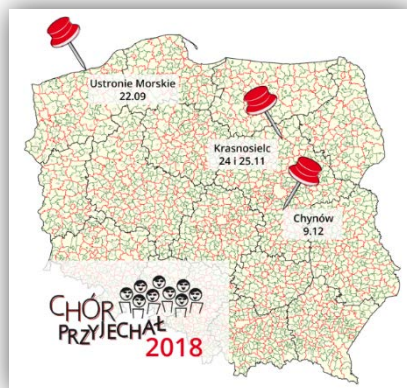 Ustronie Morskie
22.09
Krasnosielc
24 i 25.11
Chynów
9.12
CHÓR
PRZYJECHAŁ
2018